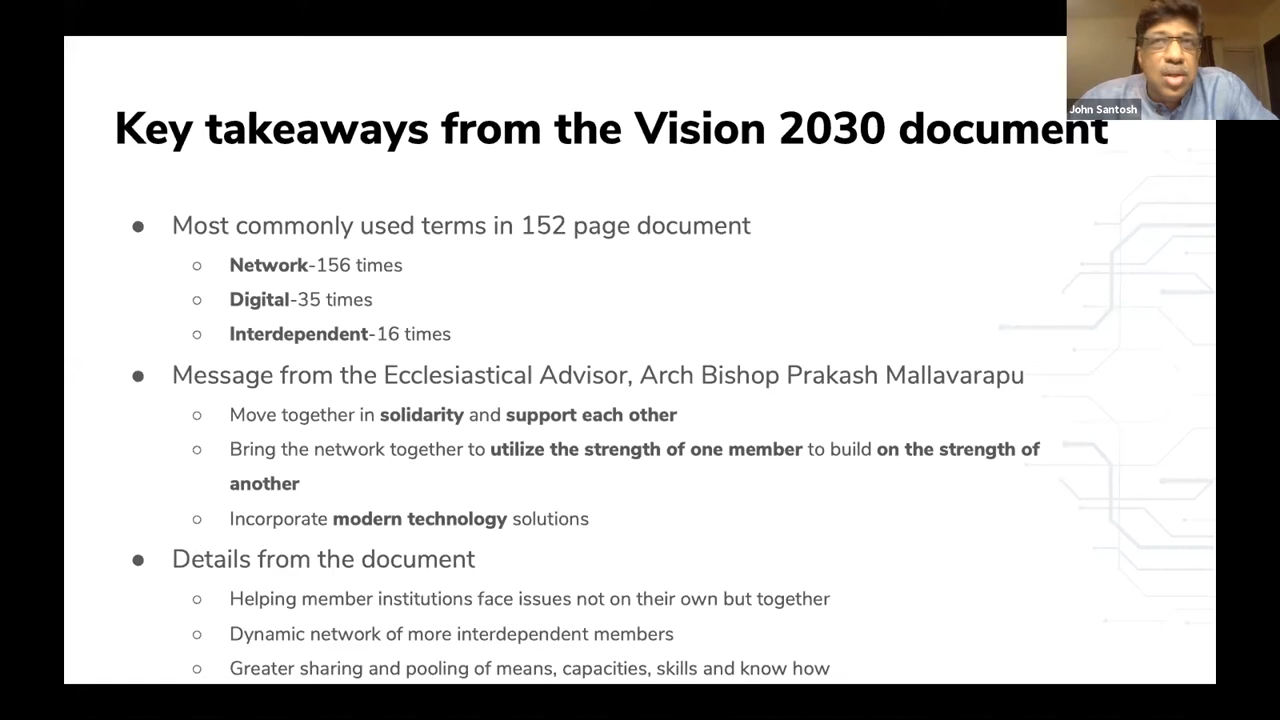 John Santosh
Key takeaways from the Vision 2030 document
● Most commonly used terms in 152 page document
○ Network-156 times
○ Digital-35 times
○ Interdependent-16 times
● Message from the Ecclesiastical Advisor, Arch Bishop Prakash Mallavarapu
○ Move together in solidarity and support each other
○ Bring the network together to utilize the strength of one member to build on the strength of
another
○ Incorporate modern technology solutions
● Details from the document
○ Helping member institutions face issues not on their own but together
○ Dynamic network of more interdependent members
○ Greater sharing and pooling of means, capacities, skills and know how